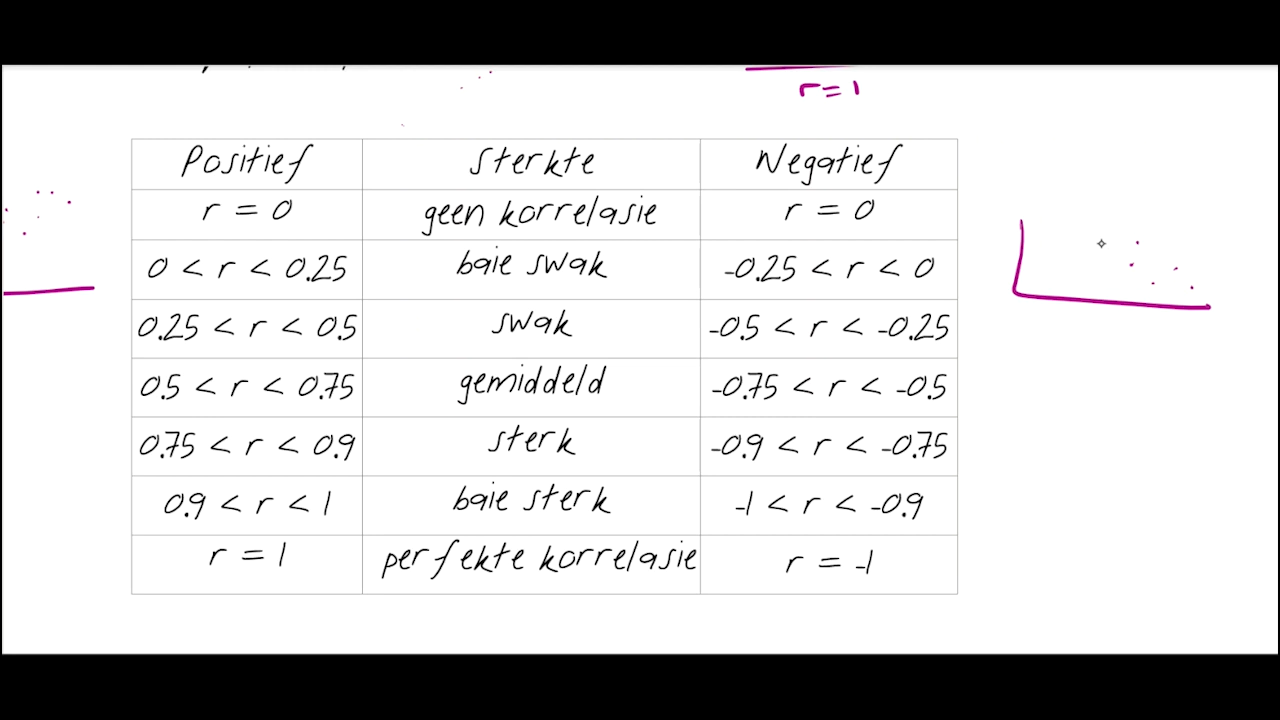 r = 1
Positief Sterkte Negatief
r = 0 geen korrelasie r = 0
0 < r < 0.25 baie swak -0.25 < r < 0
0.25 < r < 0.5 swak -0.5 < r < -0.25
0.5 < r < 0.75 gemiddeld -0.75 < r < -0.5
0.75 < r < 0.9 sterk -0.9 < r < -0.75
0.9 < r < 1 baie sterk -1 < r < -0.9
r = 1 perfekte korrelasie r = -1